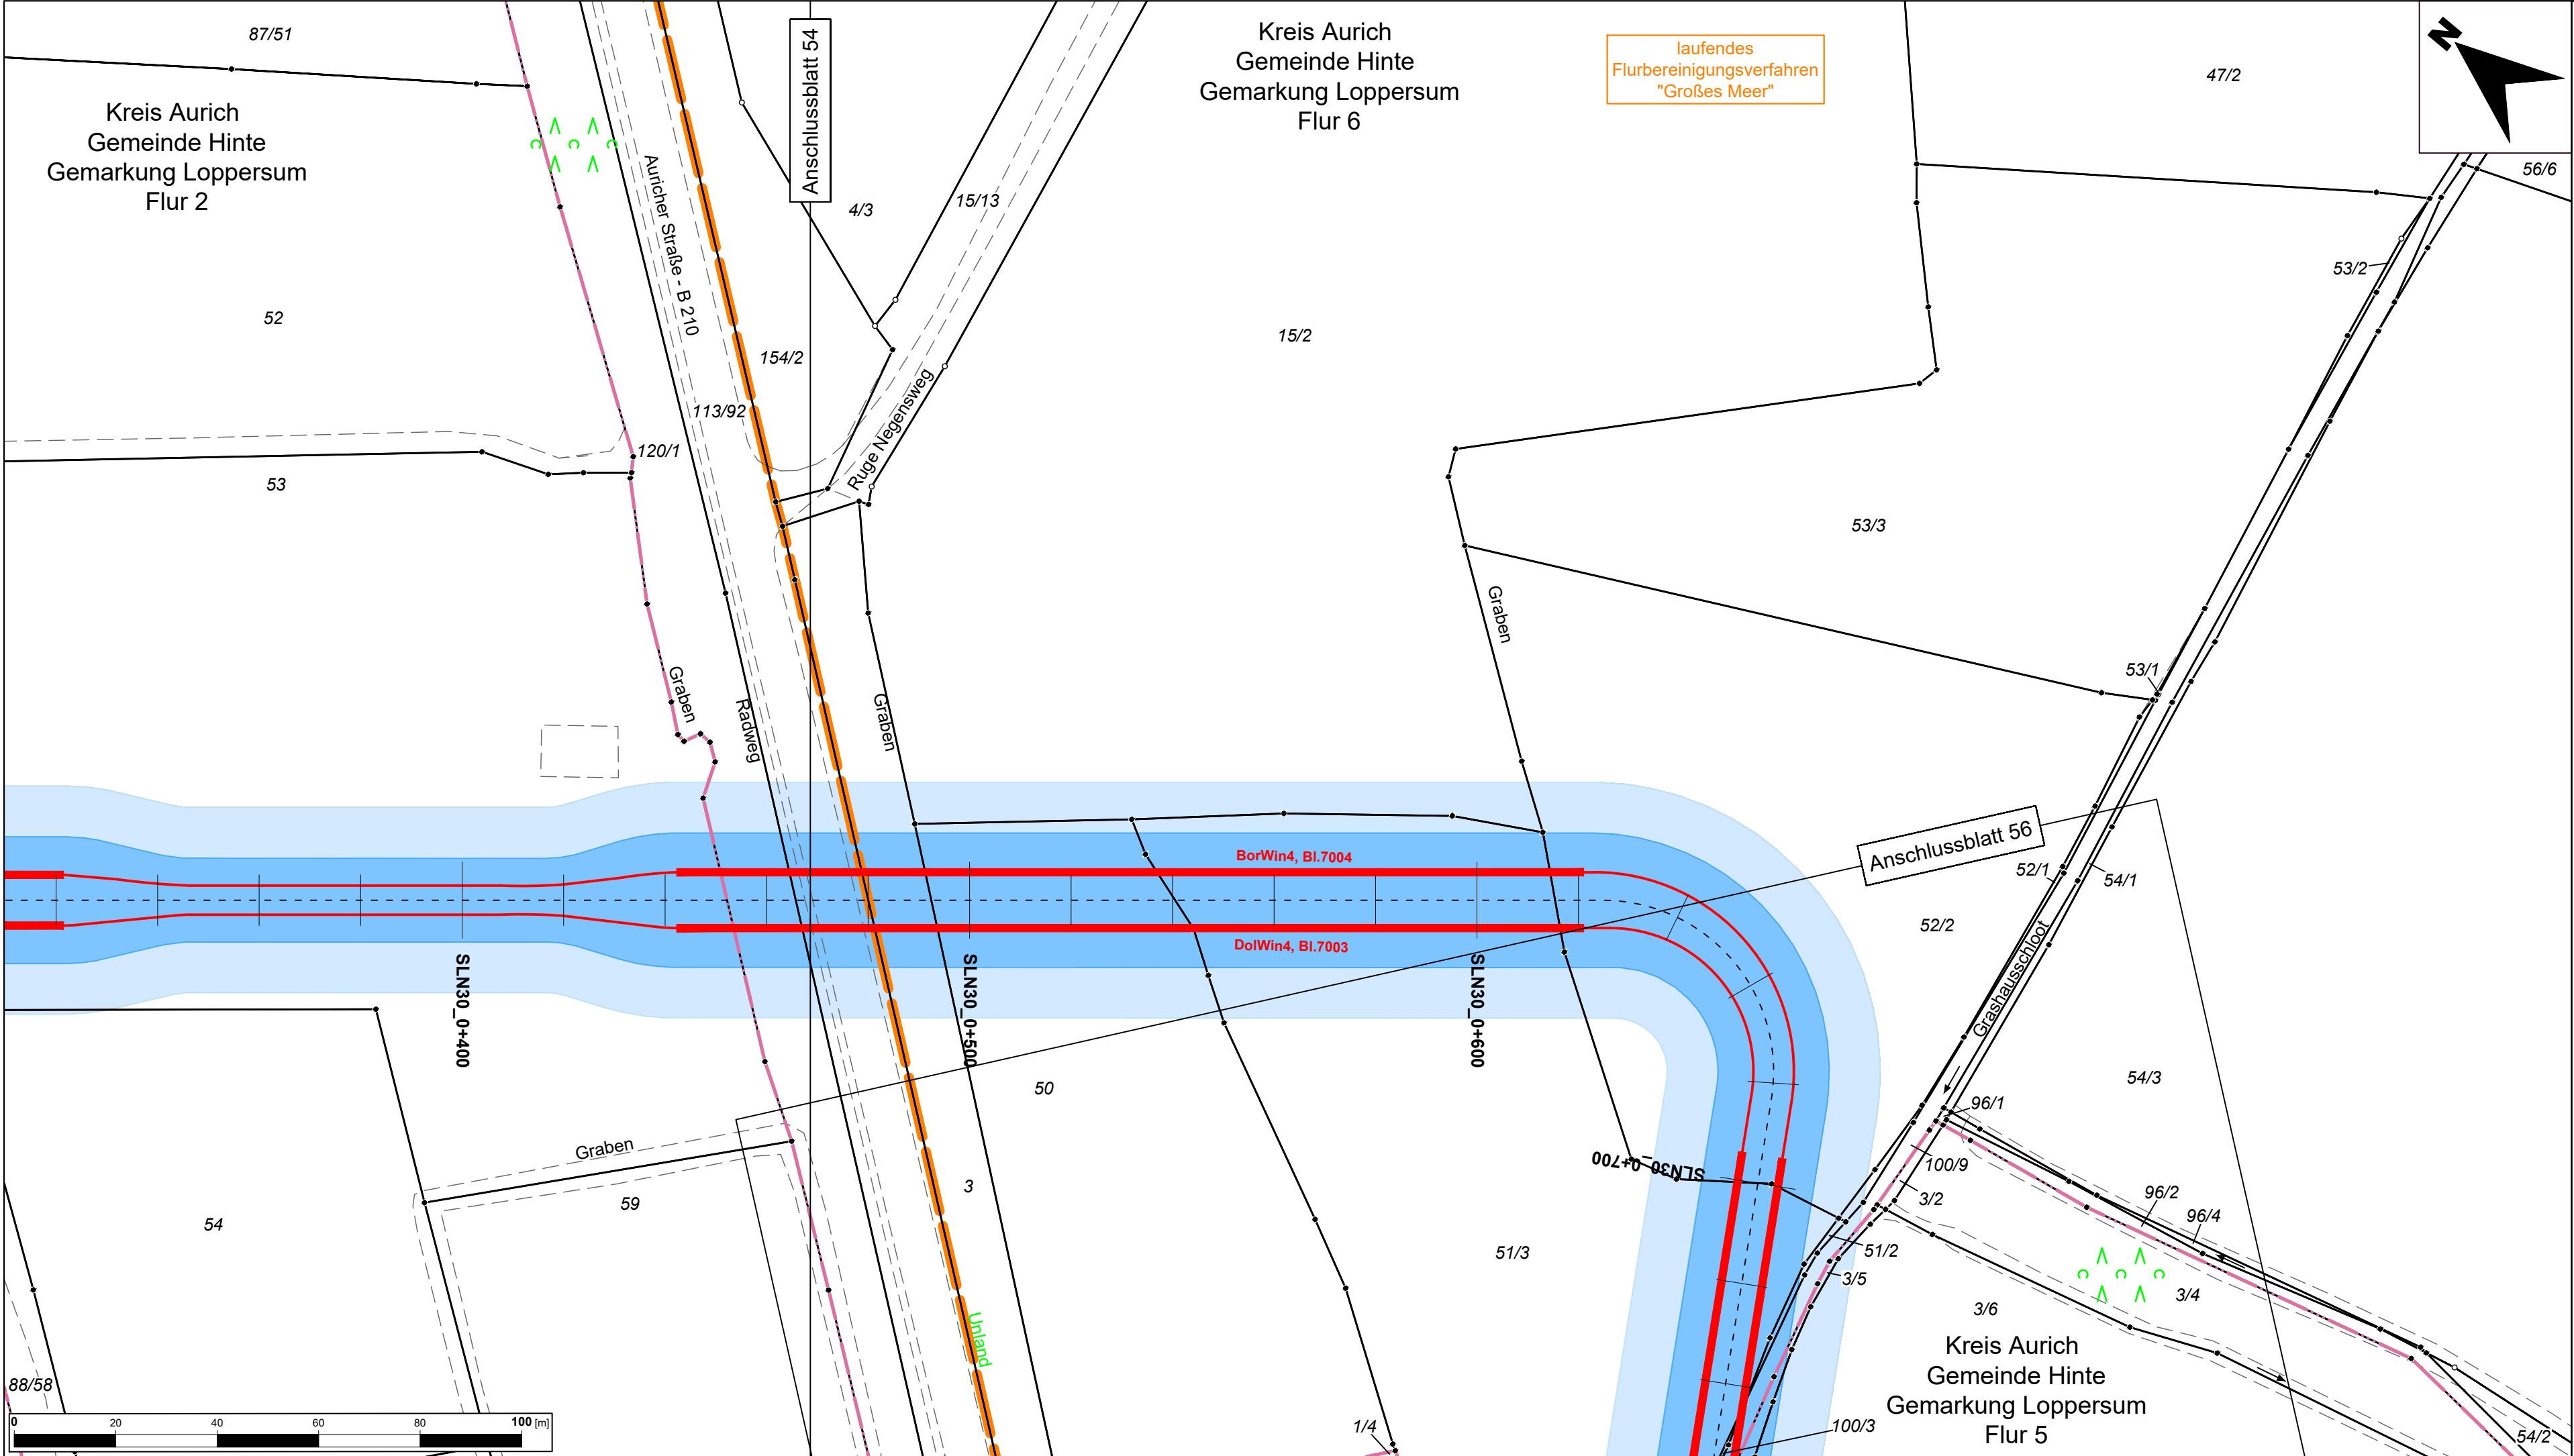 87/51
Kreis Aurich
Gemeinde Hinte
Gemarkung Loppersum
Flur 2
Anschlussblatt 54
Kreis Aurich
Gemeinde Hinte
Gemarkung Loppersum
Flur 6
laufendes
Flurbereinigungsverfahren
"Großes Meer"
47/2
N
56/6
Auricher Straße - B 210
4/3
15/13
53/2
52
154/2
15/2
113/92
Ruge Negensweg
120/1
53
53/3
Graben
53/1
Graben
Radweg
Graben
BorWin4, Bl.7004
DolWin4, Bl.7003
Anschlussblatt 56
52/1
54/1
52/2
Grashausschloot
SLN30_0+400
SLN30_0+500
SLN30_0+600
SLN30_0+700
50
54/3
96/1
Graben
100/9
3
59
3/2
96/2
96/4
54
51/3
51/2
3/5
3/4
3/6
Unland
Kreis Aurich
Gemeinde Hinte
Gemarkung Loppersum
Flur 5
88/58
1/4
100/3
54/2
0 20 40 60 80 100 [m]